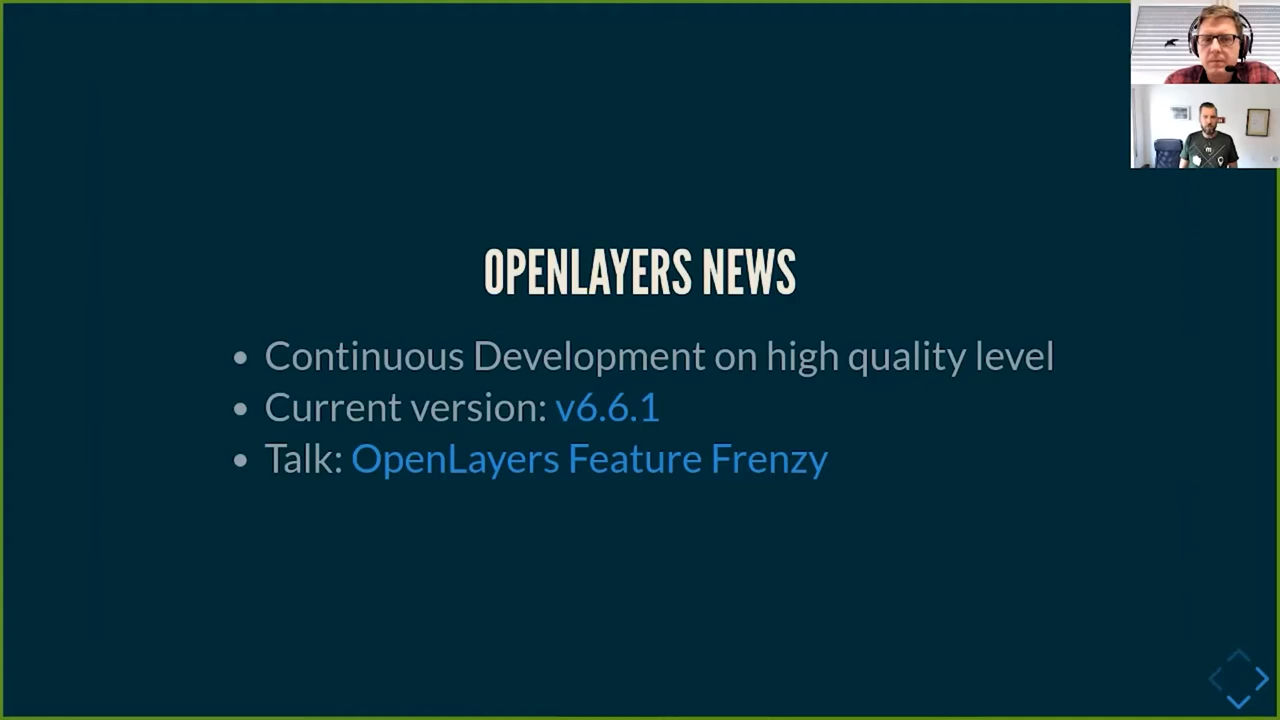 OPENLAYERS NEWS
• Continuous Development on high quality level
• Current version: v6.6.1
• Talk: OpenLayers Feature Frenzy